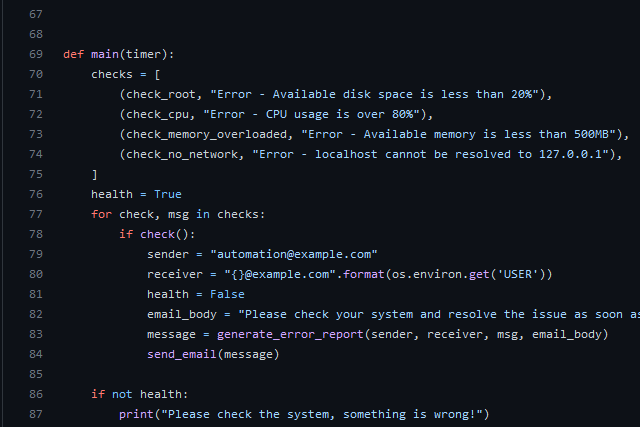 67
68
69 def main(timer):
70 checks = [
71 (check_root, "Error - Available disk space is less than 20%"),
72 (check_cpu, "Error - CPU usage is over 80%"),
73 (check_memory_overloaded, "Error - Available memory is less than 500MB"),
74 (check_no_network, "Error - localhost cannot be resolved to 127.0.0.1"),
75 ]
76 health = True
77 for check, msg in checks:
78 if check():
79 sender = "automation@example.com"
80 receiver = "{}@example.com".format(os.environ.get('USER'))
81 health = False
82 email_body = "Please check your system and resolve the issue as soon as
83 message = generate_error_report(sender, receiver, msg, email_body)
84 send_email(message)
85
86 if not health:
87 print("Please check the system, something is wrong!")